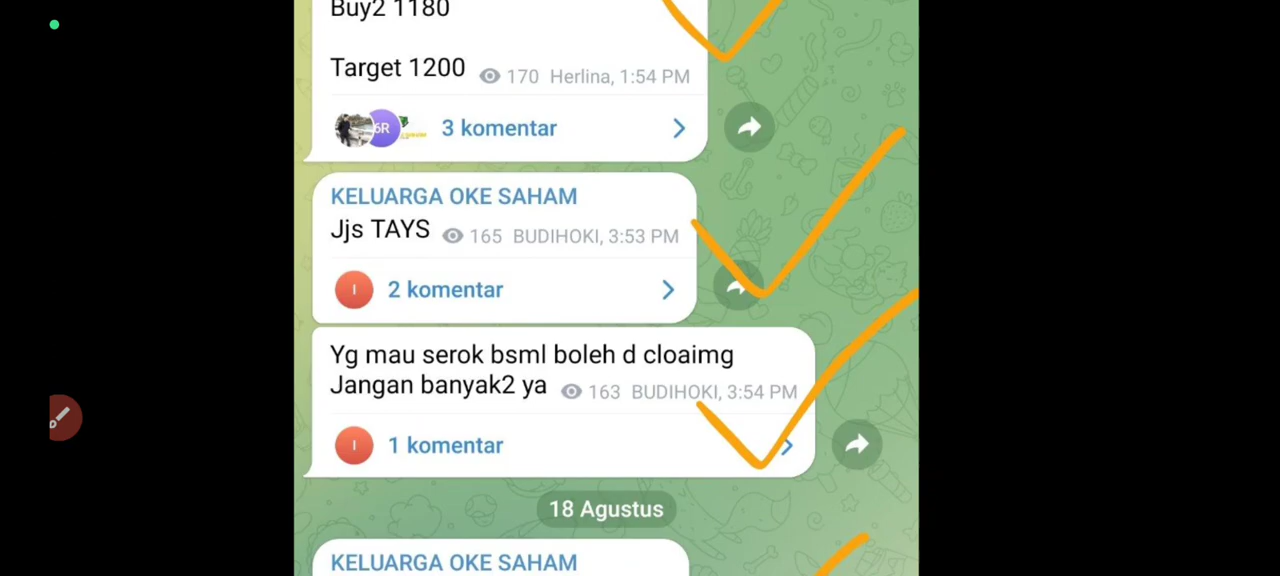 Buy2 1180
Target 1200 170 Herlina, 1:54 PM
6R
3 komentar
KELUARGA OKE SAHAM
Jjs TAYS 165 BUDIHOKI, 3:53 PM
I 2 komentar
Yg mau serok bsml boleh d cloaimg
Jangan banyak2 ya 163 BUDIHOKI, 3:54 PM
I 1 komentar
18 Agustus
KELUARGA OKE SAHAM